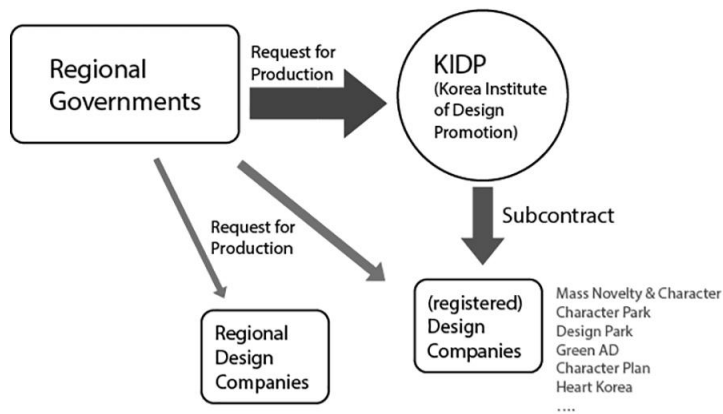 Regional
Governments
Request for
Production
KIDP
(Korea Institute
of Design
Promotion)
Subcontract
Request for
Production
Regional
Design
Companies
(registered)
Design
Companies
Mass Novelty & Character
Character Park
Design Park
Green AD
Character Plan
Heart Korea
....